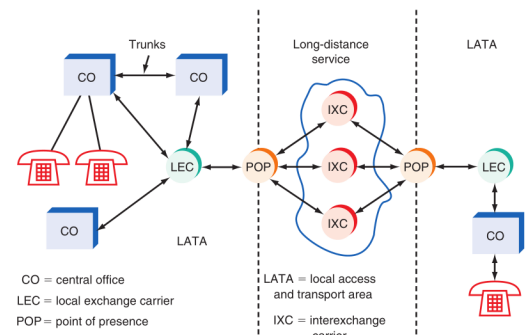 Trunks
Long-distance
service
LATA
CO
CO
IXC
LEC
POP
IXC
POP
LEC
IXC
CO
LATA
CO
CO = central office
LEC = local exchange carrier
POP = point of presence
LATA = local access
and transport area
IXC = interexchange
carrier